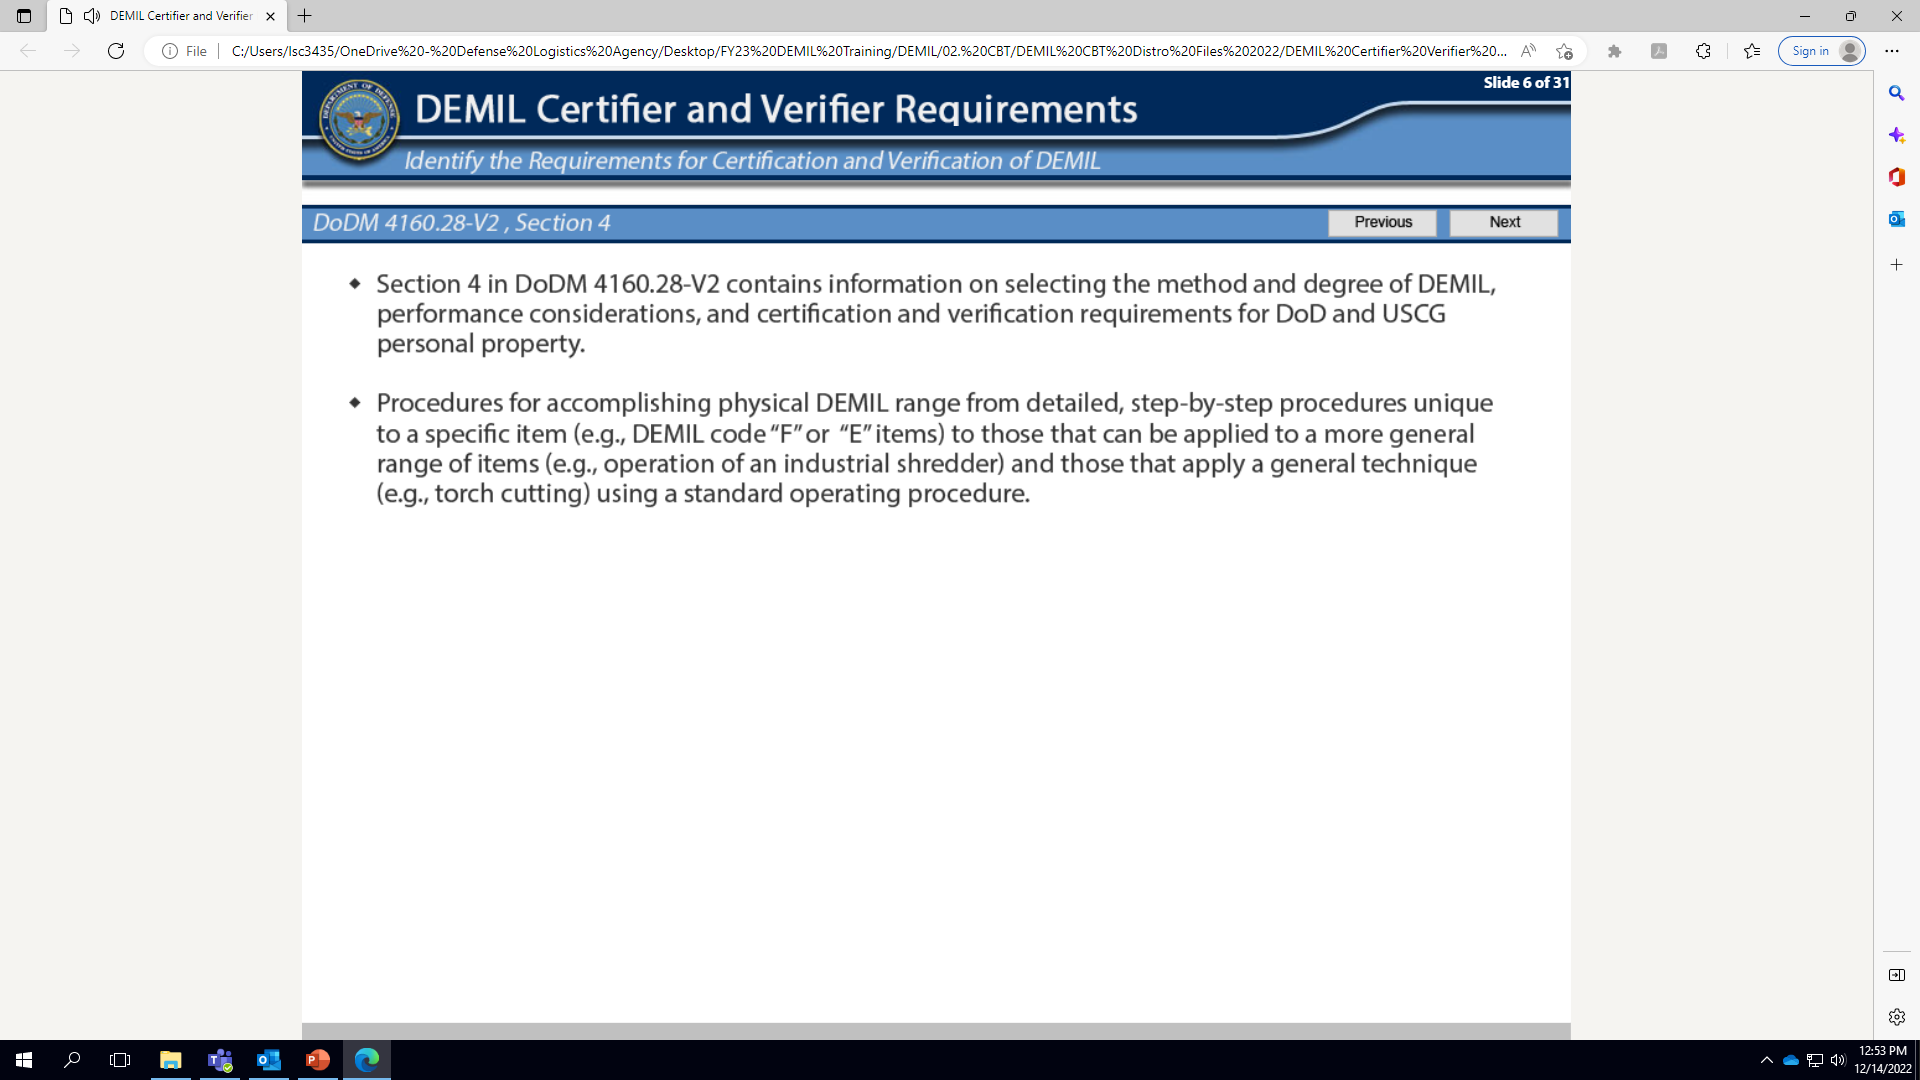 DEMIL Certifier and Verifier
File
C:/Users/lsc3435/OneDrive%20-%20Defense%20Logistics%20Agency/Desktop/FY23%20DEMIL%20Training/DEMIL/02.%20CBT/DEMIL%20CBT%20Distro%20Files%202022/DEMIL%20Certifier%20Verifier%20...
Sign in
Slide 6 of 31
DEPARTMENT OF DEFENSE
UNITED STATES OF AMERICA
DEMIL Certifier and Verifier Requirements
Identify the Requirements for Certification and Verification of DEMIL
DoDM 4160.28-V2 , Section 4
Previous
Next
◆ Section 4 in DoDM 4160.28-V2 contains information on selecting the method and degree of DEMIL,
performance considerations, and certification and verification requirements for DoD and USCG
personal property.
◆ Procedures for accomplishing physical DEMIL range from detailed, step-by-step procedures unique
to a specific item (e.g., DEMIL code “F” or “E” items) to those that can be applied to a more general
range of items (e.g., operation of an industrial shredder) and those that apply a general technique
(e.g., torch cutting) using a standard operating procedure.
12:53 PM
12/14/2022